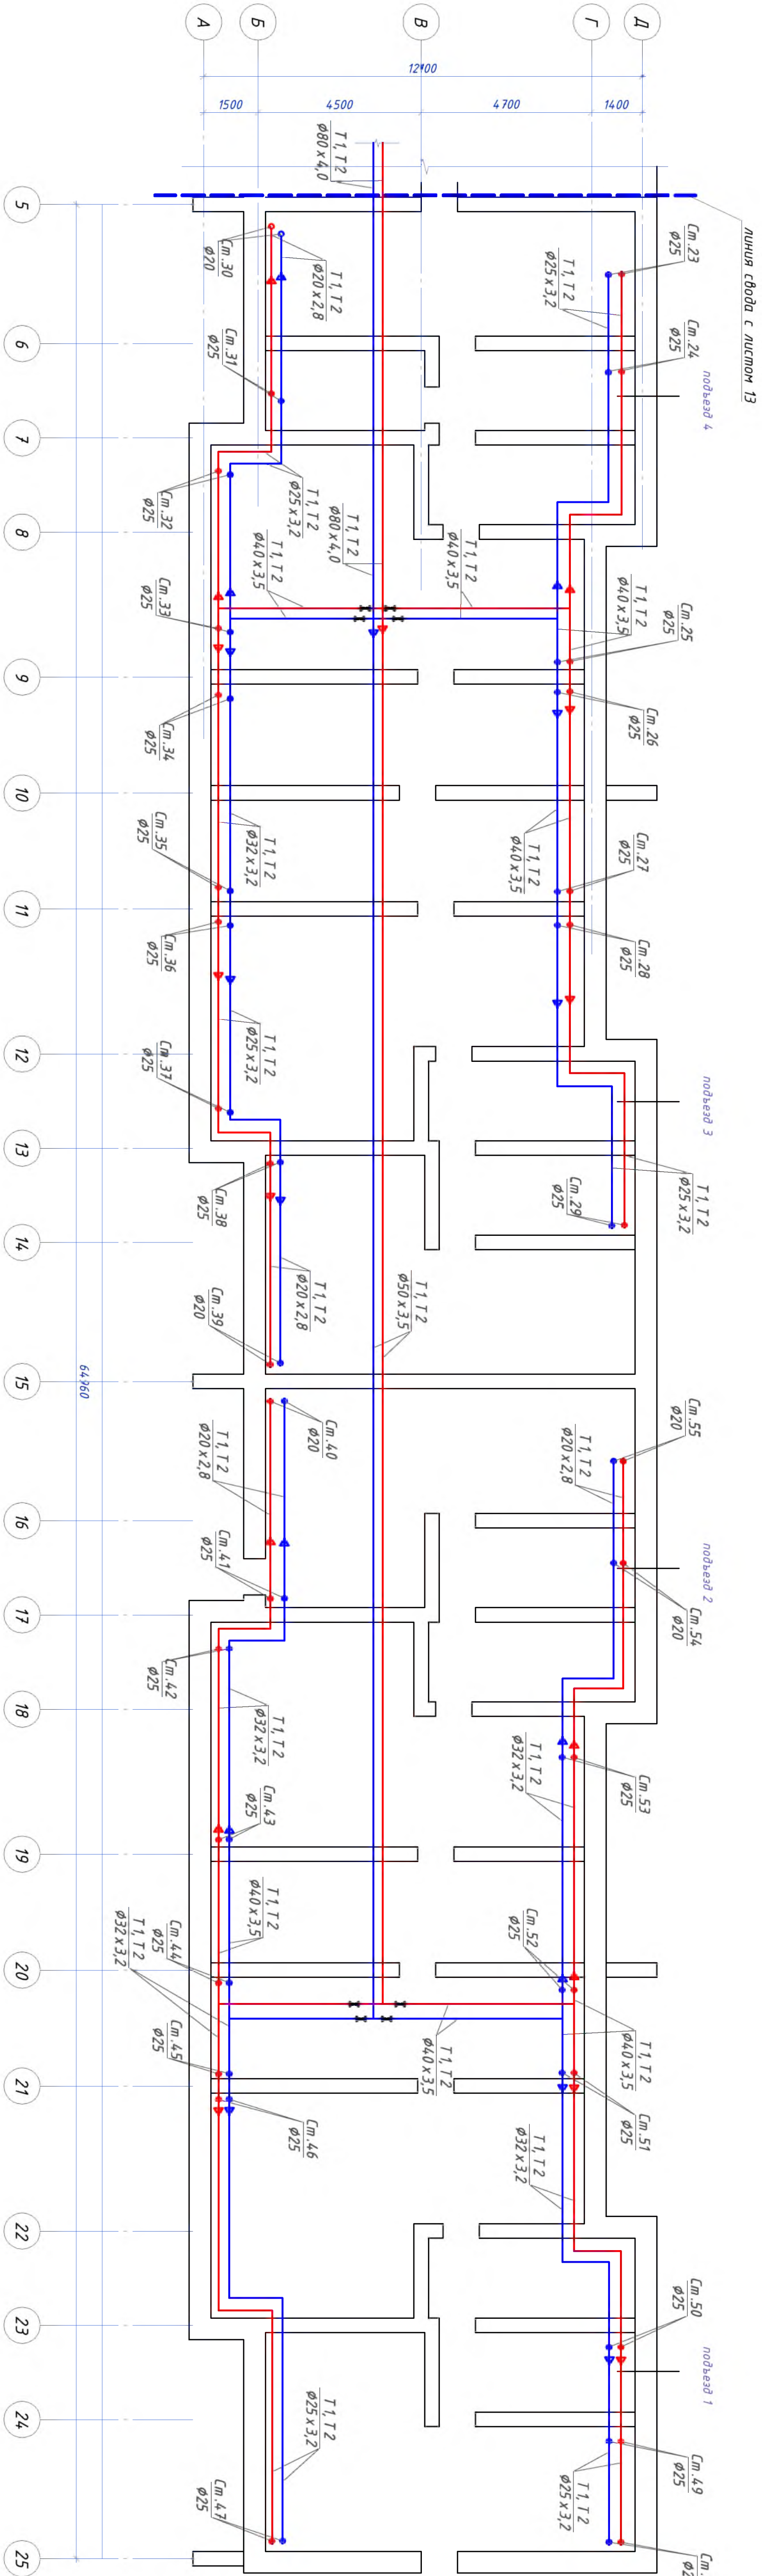 линия свода с листом 13
А
Б
В
Г
Д
12100
1500
4500
4700
1400
Т1, Т2
ø80х4,0
5
Ст.23
ø25
Т1, Т2
ø25х3,2
Ст.30
ø20
Т1, Т2
ø20х2,8
Ст.24
ø25
подъезд 4
6
Ст.31
ø25
7
Т1, Т2
ø25х3,2
Ст.32
ø25
Т1, Т2
ø80х4,0
8
Т1, Т2
ø40х3,5
Т1, Т2
ø40х3,5
Т1, Т2
ø40х3,5
Ст.33
ø25
Ст.25
ø25
9
Ст.34
ø25
Ст.26
ø25
10
Т1, Т2
ø32х3,2
Ст.35
ø25
Т1, Т2
ø40х3,5
Ст.27
ø25
11
Ст.36
ø25
Ст.28
ø25
Т1, Т2
ø25х3,2
12
Ст.37
ø25
подъезд 3
13
Ст.38
ø25
Ст.29
ø25
Т1, Т2
ø25х3,2
14
Т1, Т2
ø20х2,8
Ст.39
ø20
Т1, Т2
ø50х3,5
15
64960
Ст.40
ø20
Т1, Т2
ø20х2,8
Ст.55
ø20
Т1, Т2
ø20х2,8
16
Ст.41
ø25
подъезд 2
Ст.54
ø20
17
Ст.42
ø25
18
Т1, Т2
ø32х3,2
Т1, Т2
ø32х3,2
Ст.53
ø25
Ст.43
ø25
19
Т1, Т2
ø40х3,5
Ст.44
ø25
Т1, Т2
ø32х3,2
Ст.52
ø25
20
Т1, Т2
ø40х3,5
Т1, Т2
ø40х3,5
Ст.45
ø25
21
Ст.46
ø25
Ст.51
ø25
Т1, Т2
ø32х3,2
22
Ст.50
ø25
23
подъезд 1
Т1, Т2
ø25х3,2
24
Ст.49
ø25
Т1, Т2
ø25х3,2
Ст.47
ø25
25